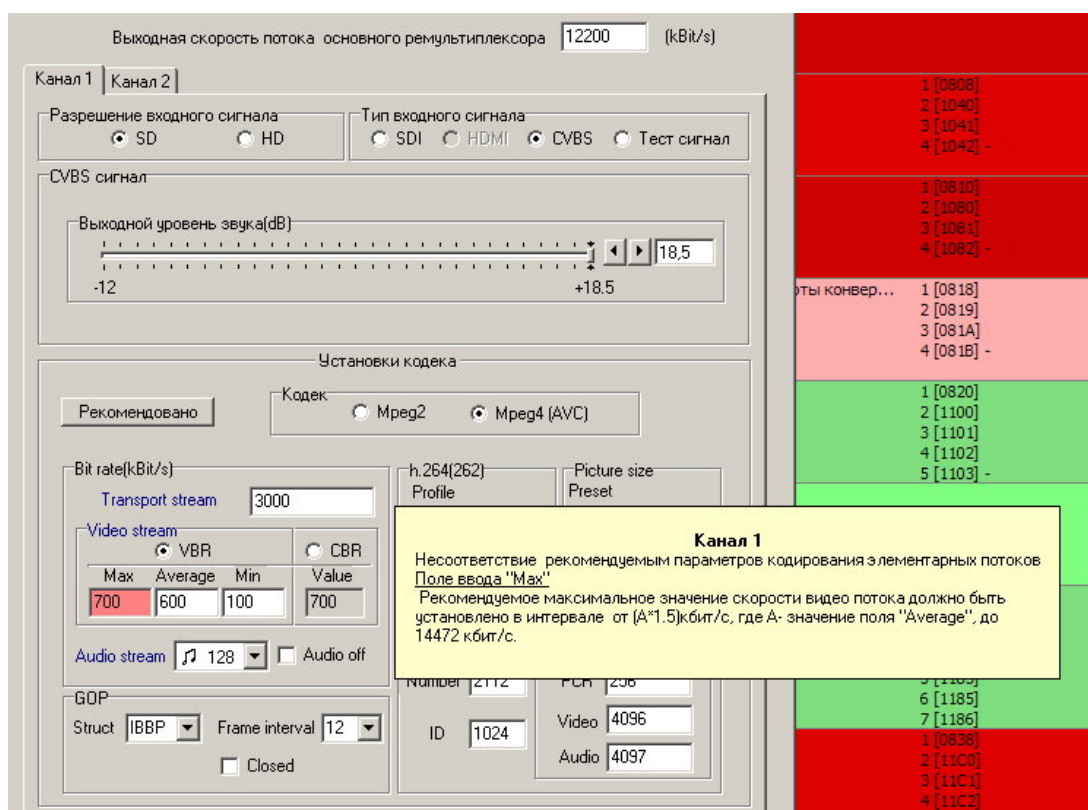 Выходная скорость потока основного ремультиплексора 12200 (kBit/s)
Канал 1 Канал 2
Разрешение входного сигнала
SD HD
Тип входного сигнала
SDI HDMI CVBS Тест сигнал
CVBS сигнал
Выходной уровень звука(dB)
18,5
-12 +18.5
Установки кодека
Рекомендовано
Кодек
Mpeg2 Mpeg4 (AVC)
Bit rate(kBit/s)
Transport stream 3000
Video stream
VBR CBR
Max Average Min Value
700 600 100 700
Audio stream 128 Audio off
GOP
Struct IBBP Frame interval 12
Closed
h.264(262)
Profile
Picture size
Preset
Канал 1
Несоответствие рекомендуемым параметров кодирования элементарных потоков
Поле ввода "Max"
Рекомендуемое максимальное значение скорости видео потока должно быть
установлено в интервале от (A*1.5)кбит/с, где A- значение поля "Average", до
14472 кбит/с.
Number 2112
PCR 256
ID 1024
Video 4096
Audio 4097
1 [0808]
2 [1040]
3 [1041]
4 [1042] -
1 [0810]
2 [1080]
3 [1081]
4 [1082] -
оты конвер... 1 [0818]
2 [0819]
3 [081A]
4 [081B] -
1 [0820]
2 [1100]
3 [1101]
4 [1102]
5 [1103] -
6 [1185]
7 [1186]
1 [0838]
2 [11C0]
3 [11C1]
4 [11C2]